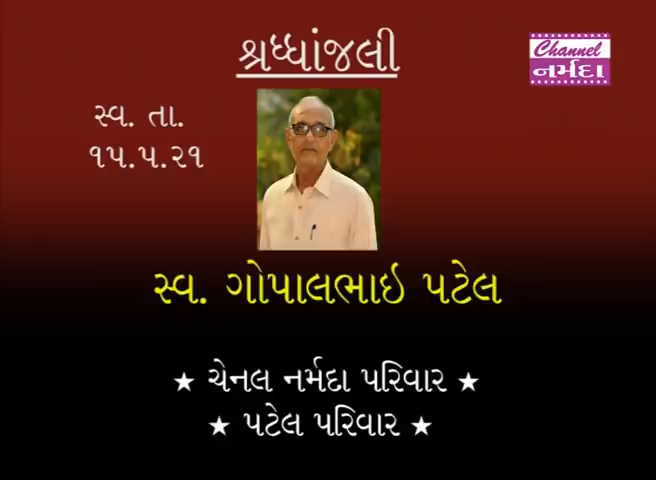 શ્રધ્ધાંજલી
Channel
નર્મદા
સ્વ. તા.
૧૫.૫.૨૧
સ્વ. ગોપાલભાઇ પટેલ
★ ચેનલ નર્મદા પરિવાર ★
★ પટેલ પરિવાર ★